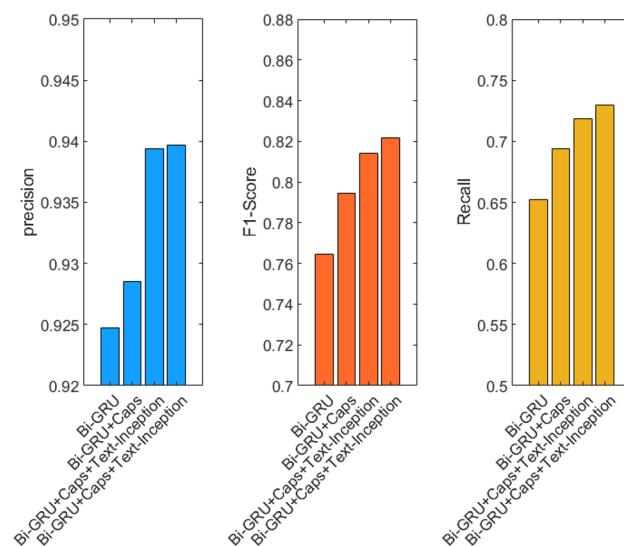 0.95
0.945
0.94
0.935
0.93
0.925
0.92
precision
Bi-GRU
Bi-GRU+Caps
Bi-GRU+Caps+Text-Inception
Bi-GRU+Caps+Text-Inception
0.88
0.86
0.84
0.82
0.8
0.78
0.76
0.74
0.72
0.7
F1-Score
Bi-GRU
Bi-GRU+Caps
Bi-GRU+Caps+Text-Inception
Bi-GRU+Caps+Text-Inception
0.8
0.75
0.7
0.65
0.6
0.55
0.5
Recall
Bi-GRU
Bi-GRU+Caps
Bi-GRU+Caps+Text-Inception
Bi-GRU+Caps+Text-Inception